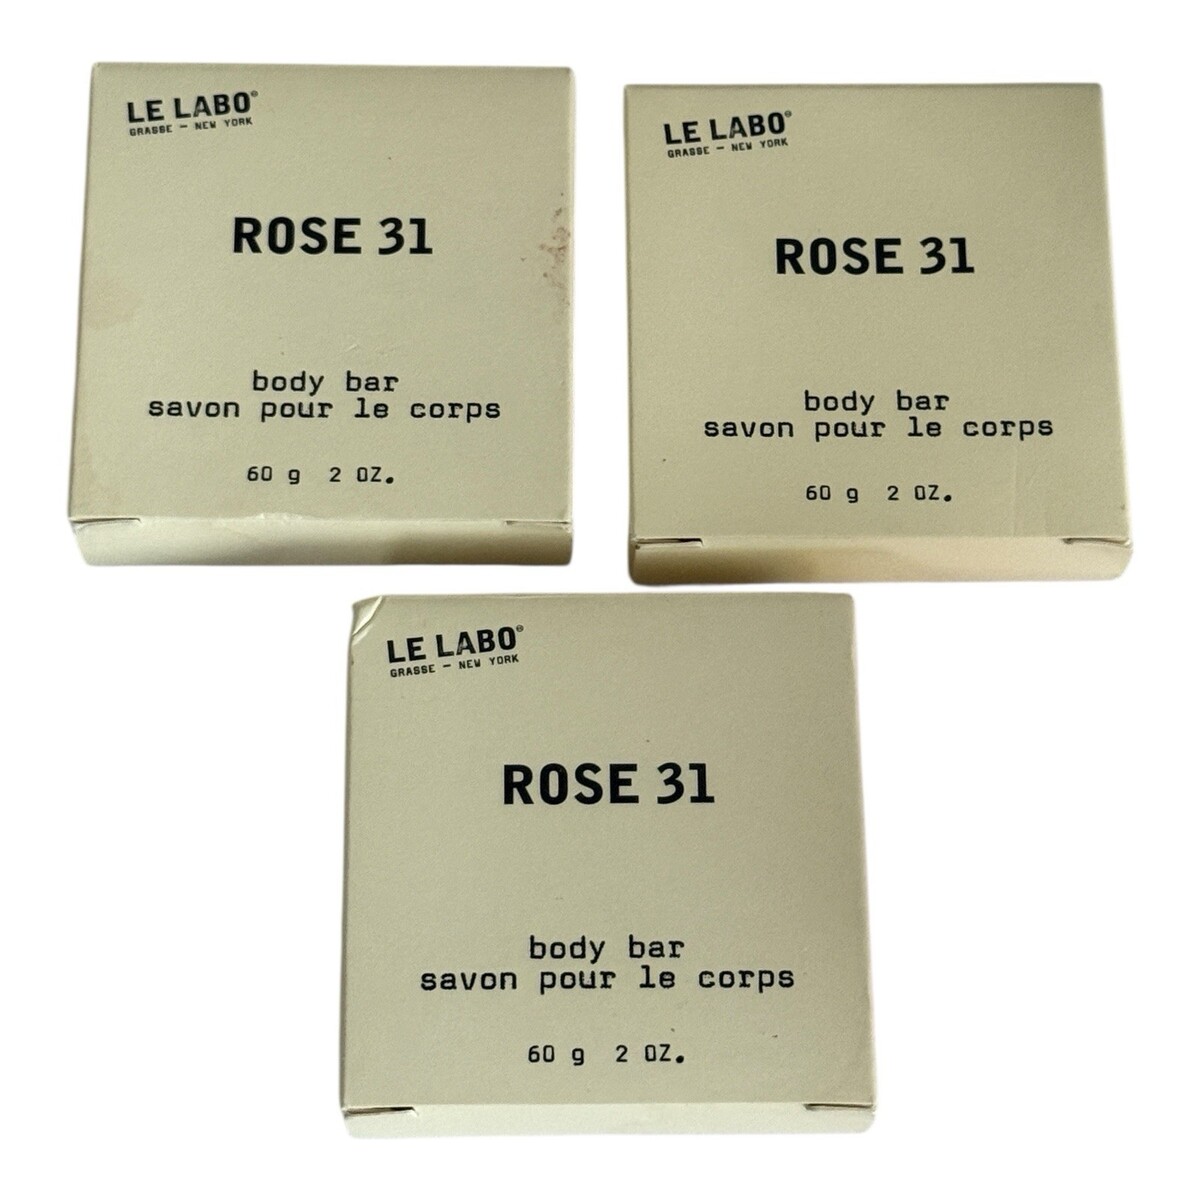 LE LABO®
GRASSE — NEW YORK
ROSE 31
body bar
savon pour le corps
60 g 2 OZ.
LE LABO®
GRASSE — NEW YORK
ROSE 31
body bar
savon pour le corps
60 g 2 OZ.
LE LABO®
GRASSE — NEW YORK
ROSE 31
body bar
savon pour le corps
60 g 2 OZ.